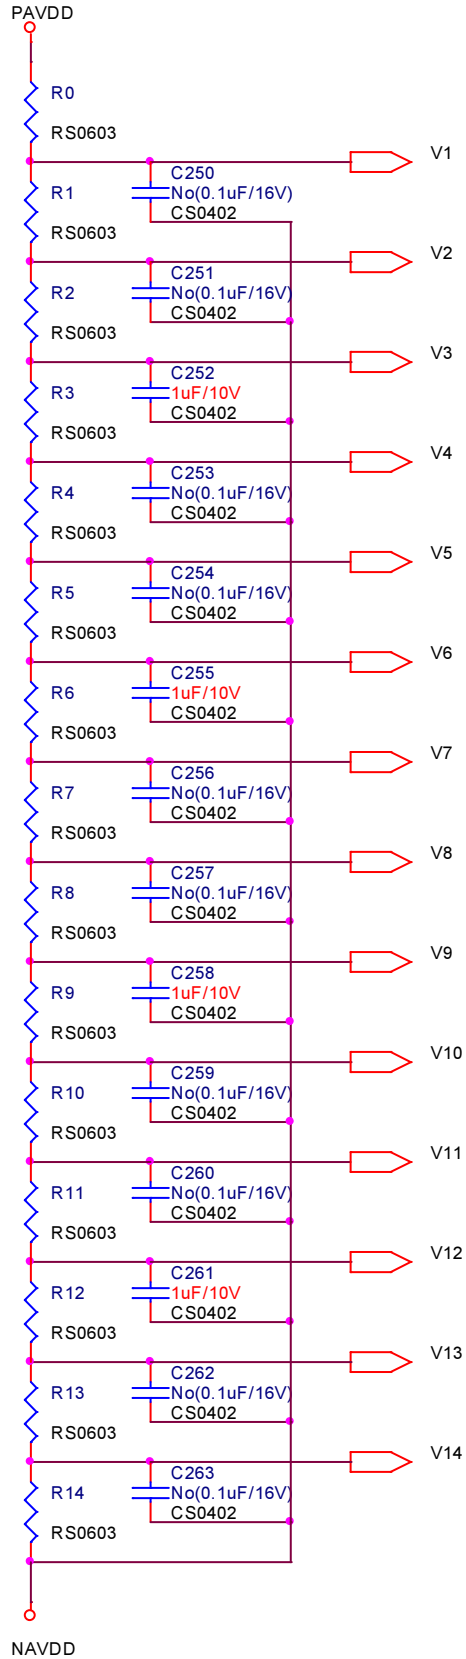 PAVDD
R0
RS0603
V1
C250
No(0.1uF/16V)
CS0402
R1
RS0603
V2
C251
No(0.1uF/16V)
CS0402
R2
RS0603
V3
C252
1uF/10V
CS0402
R3
RS0603
V4
C253
No(0.1uF/16V)
CS0402
R4
RS0603
V5
C254
No(0.1uF/16V)
CS0402
R5
RS0603
V6
C255
1uF/10V
CS0402
R6
RS0603
V7
C256
No(0.1uF/16V)
CS0402
R7
RS0603
V8
C257
No(0.1uF/16V)
CS0402
R8
RS0603
V9
C258
1uF/10V
CS0402
R9
RS0603
V10
C259
No(0.1uF/16V)
CS0402
R10
RS0603
V11
C260
No(0.1uF/16V)
CS0402
R11
RS0603
V12
C261
1uF/10V
CS0402
R12
RS0603
V13
C262
No(0.1uF/16V)
CS0402
R13
RS0603
V14
C263
No(0.1uF/16V)
CS0402
R14
RS0603
NAVDD